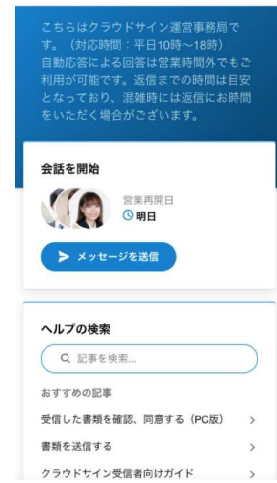 こちらはクラウドサイン運営事務局で
す。（対応時間：平日10時〜18時）
自動応答による回答は営業時間外でもご
利用が可能です。返信までの時間は目安
となっており、混雑時には返信にお時間
をいただく場合がございます。
会話を開始
営業再開日
明日
メッセージを送信
ヘルプの検索
記事を検索...
おすすめの記事
受信した書類を確認、同意する（PC版）
書類を送信する
クラウドサイン受信者向けガイド